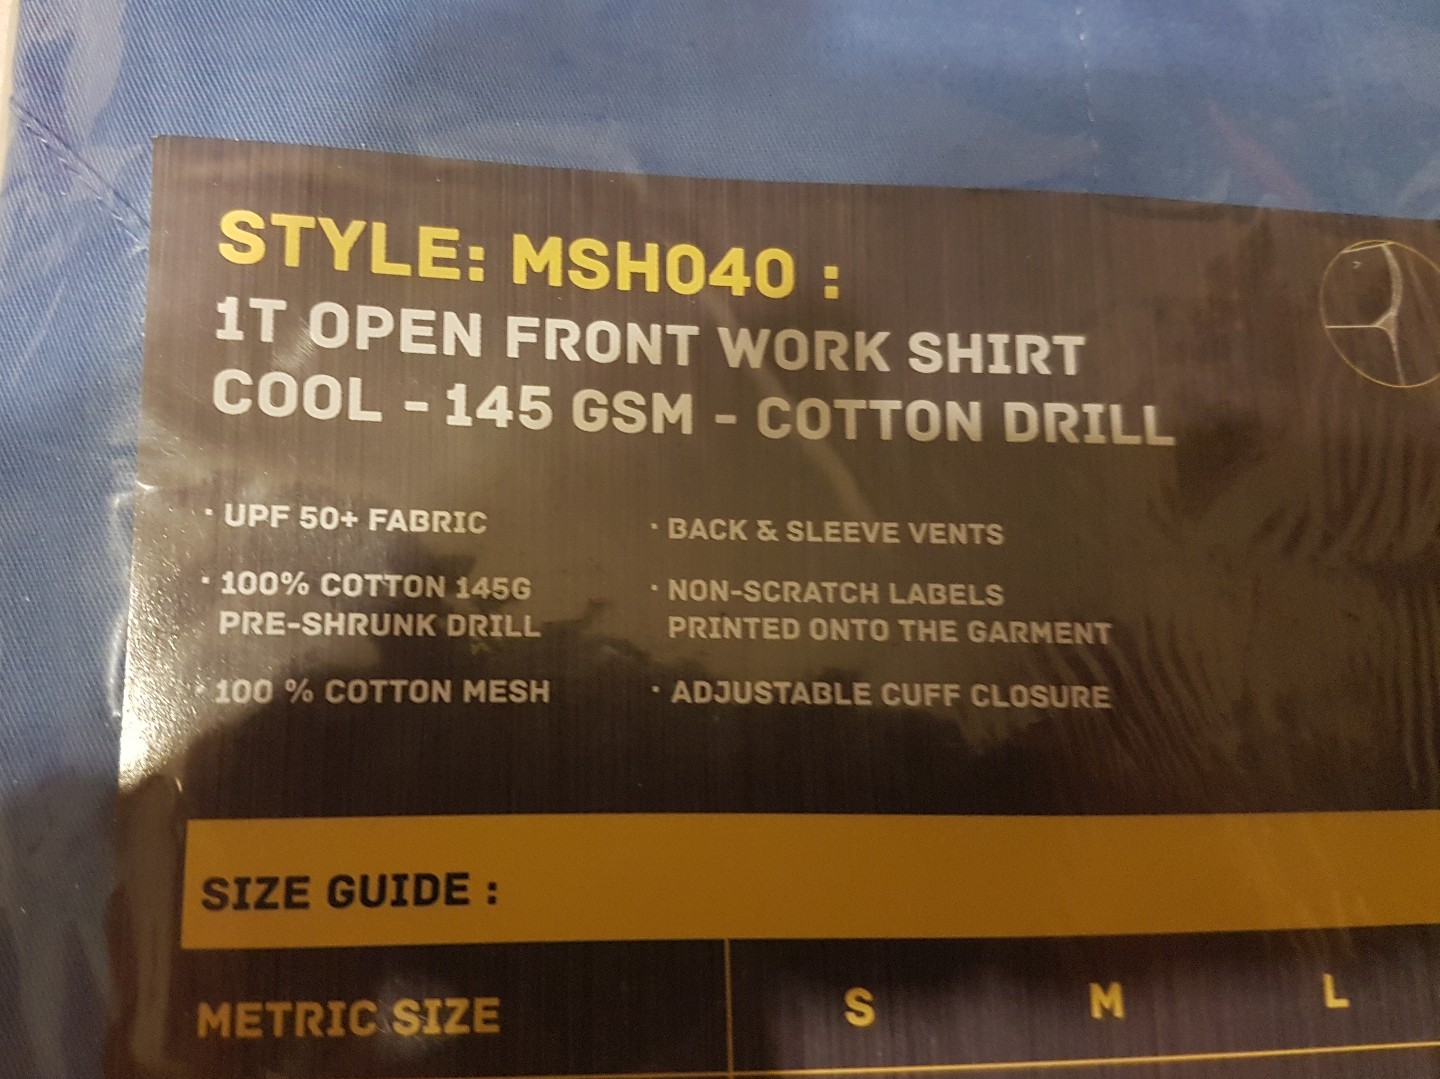 STYLE: MSH040 :
1T OPEN FRONT WORK SHIRT
COOL - 145 GSM - COTTON DRILL
· UPF 50+ FABRIC
· 100% COTTON 145G
PRE-SHRUNK DRILL
· 100 % COTTON MESH
· BACK & SLEEVE VENTS
· NON-SCRATCH LABELS
PRINTED ONTO THE GARMENT
· ADJUSTABLE CUFF CLOSURE
SIZE GUIDE :
METRIC SIZE S M L